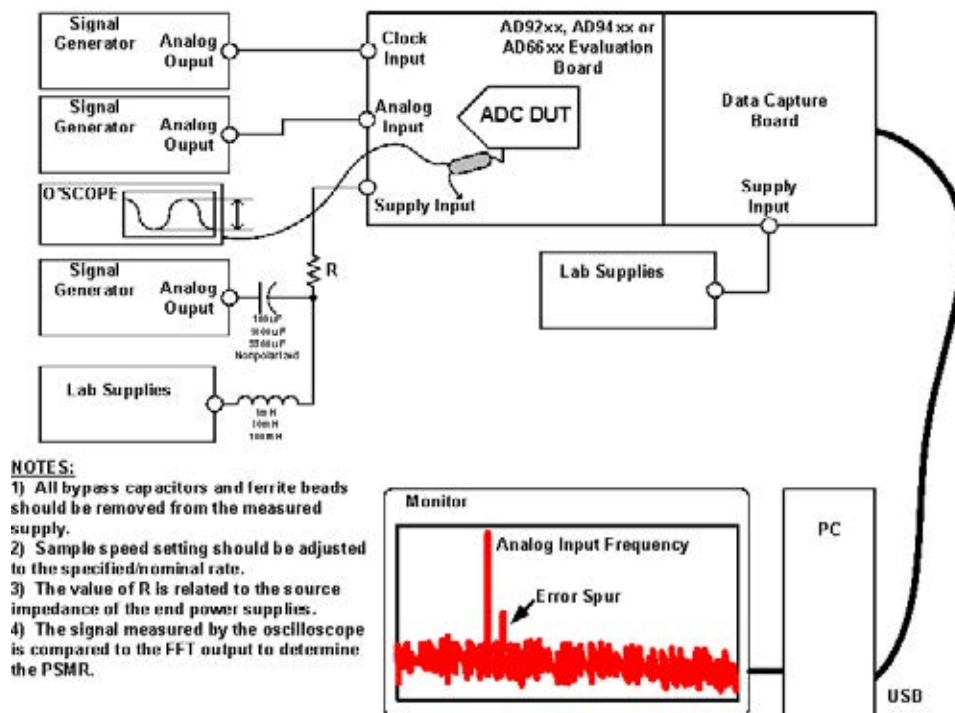 Signal
Generator
Analog
Ouput
Clock
Input
AD92xx, AD94xx or
AD66xx Evaluation
Board
Signal
Generator
Analog
Ouput
Analog
Input
ADC DUT
Data Capture
Board
O'SCOPE
Supply Input
Supply
Input
R
Signal
Generator
Analog
Ouput
Nonpolarized
Lab Supplies
Lab Supplies
1mH
10mH
100mH
NOTES:
1) All bypass capacitors and ferrite beads
should be removed from the measured
supply.
2) Sample speed setting should be adjusted
to the specified/nominal rate.
3) The value of R is related to the source
impedance of the end power supplies.
4) The signal measured by the oscilloscope
is compared to the FFT output to determine
the PSMR.
Monitor
Analog Input Frequency
Error Spur
PC
USB